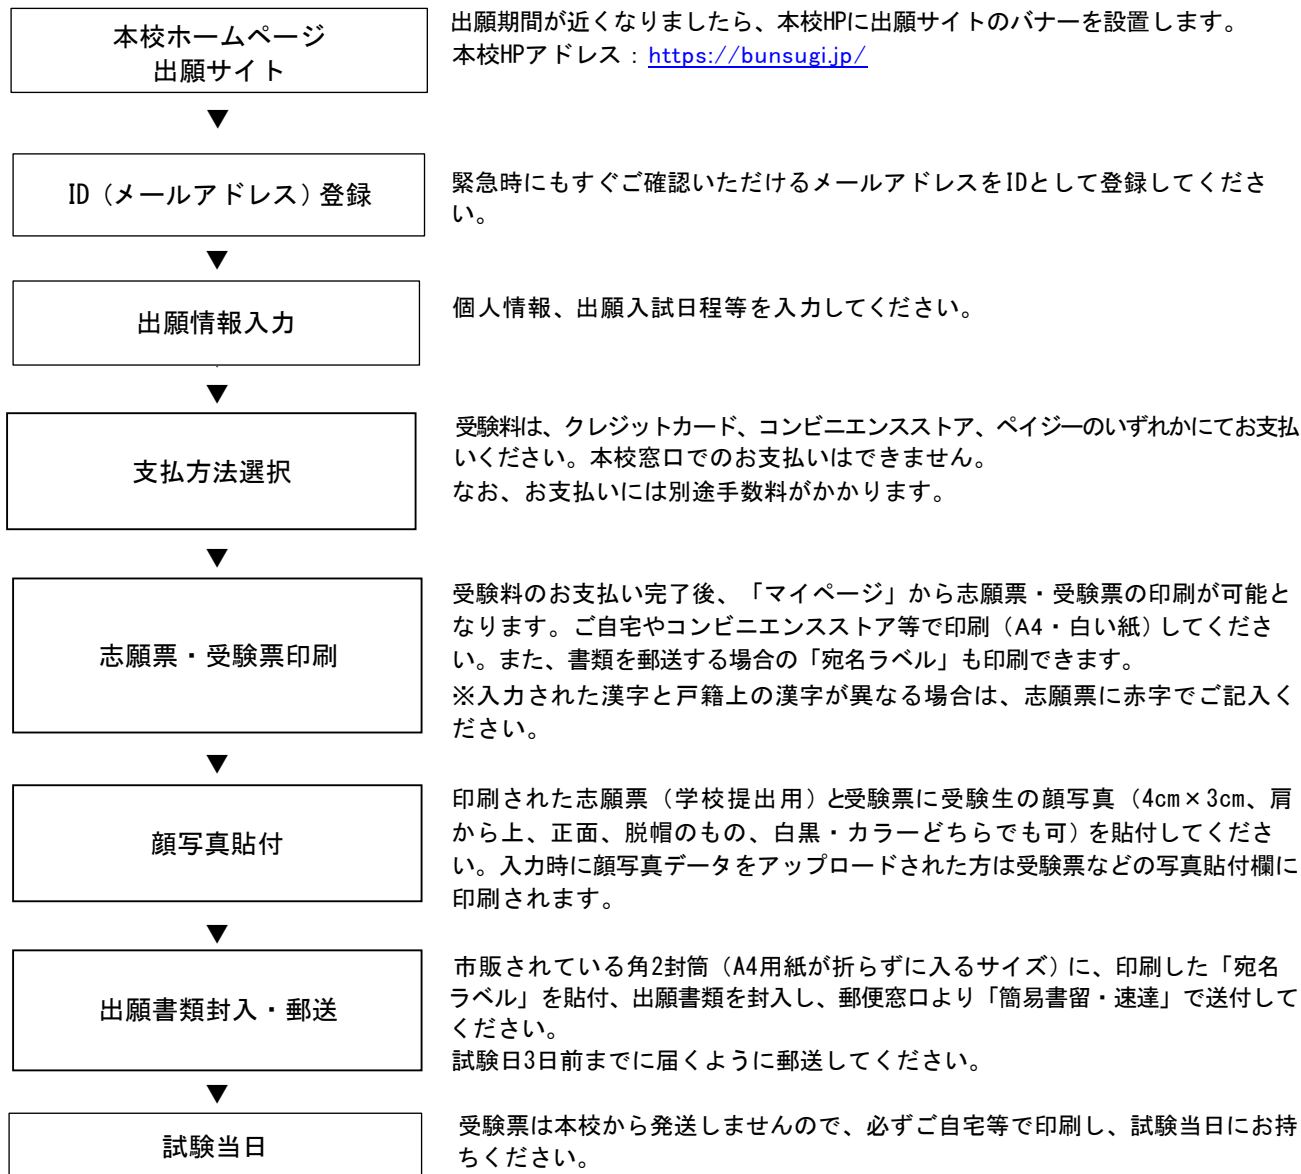 本校ホームページ
出願サイト
出願期間が近くなりましたら、本校HPに出願サイトのバナーを設置します。
本校HPアドレス：https://bunsugi.jp/
▼
ID（メールアドレス）登録
緊急時にもすぐご確認いただけるメールアドレスをIDとして登録してくださ
い。
▼
出願情報入力
個人情報、出願入試日程等を入力してください。
▼
支払方法選択
受験料は、クレジットカード、コンビニエンスストア、ペイジーのいずれかにてお支払
いください。本校窓口でのお支払いはできません。
なお、お支払いには別途手数料がかかります。
▼
志願票・受験票印刷
受験料のお支払い完了後、「マイページ」から志願票・受験票の印刷が可能と
なります。ご自宅やコンビニエンスストア等で印刷（A4・白い紙）してくださ
い。また、書類を郵送する場合の「宛名ラベル」も印刷できます。
※入力された漢字と戸籍上の漢字が異なる場合は、志願票に赤字でご記入く
ださい。
▼
顔写真貼付
印刷された志願票（学校提出用）と受験票に受験生の顔写真（4cm×3cm、肩
から上、正面、脱帽のもの、白黒・カラーどちらでも可）を貼付してくださ
い。入力時に顔写真データをアップロードされた方は受験票などの写真貼付欄に
印刷されます。
▼
出願書類封入・郵送
市販されている角2封筒（A4用紙が折らずに入るサイズ）に、印刷した「宛名
ラベル」を貼付、出願書類を封入し、郵便窓口より「簡易書留・速達」で送付して
ください。
試験日3日前までに届くように郵送してください。
▼
試験当日
受験票は本校から発送しませんので、必ずご自宅等で印刷し、試験当日にお持
ちください。